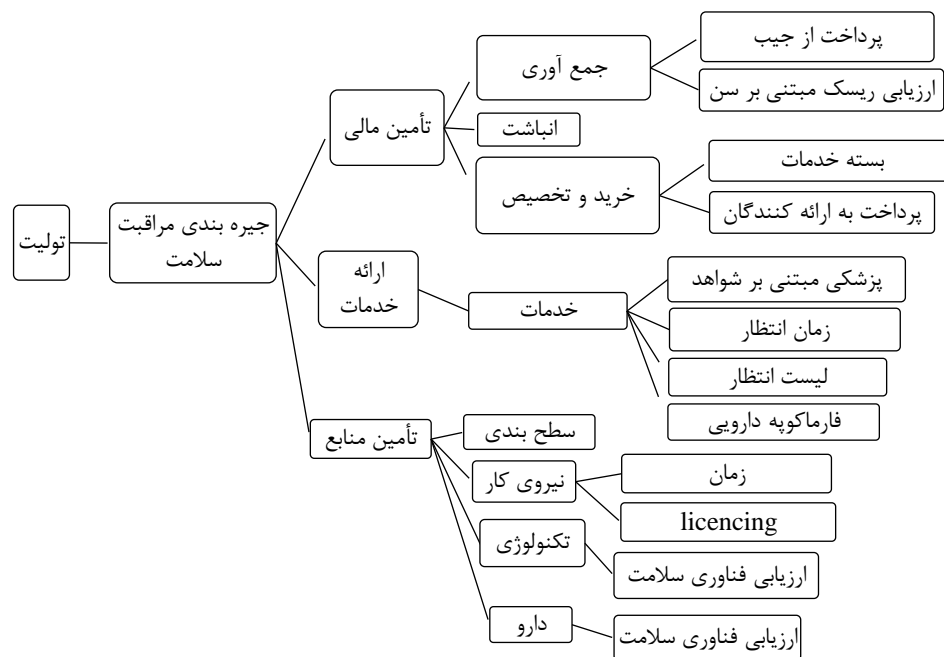 تولیت
جیره بندی مراقبت
سلامت
تأمین مالی
جمع آوری
پرداخت از جیب
ارزیابی ریسک مبتنی بر سن
انباشت
خرید و تخصیص
بسته خدمات
پرداخت به ارائه کنندگان
ارائه
خدمات
خدمات
پزشکی مبتنی بر شواهد
زمان انتظار
لیست انتظار
فارماکوپه دارویی
تأمین منابع
سطح بندی
نیروی کار
زمان
licencing
تکنولوژی
ارزیابی فناوری سلامت
دارو
ارزیابی فناوری سلامت